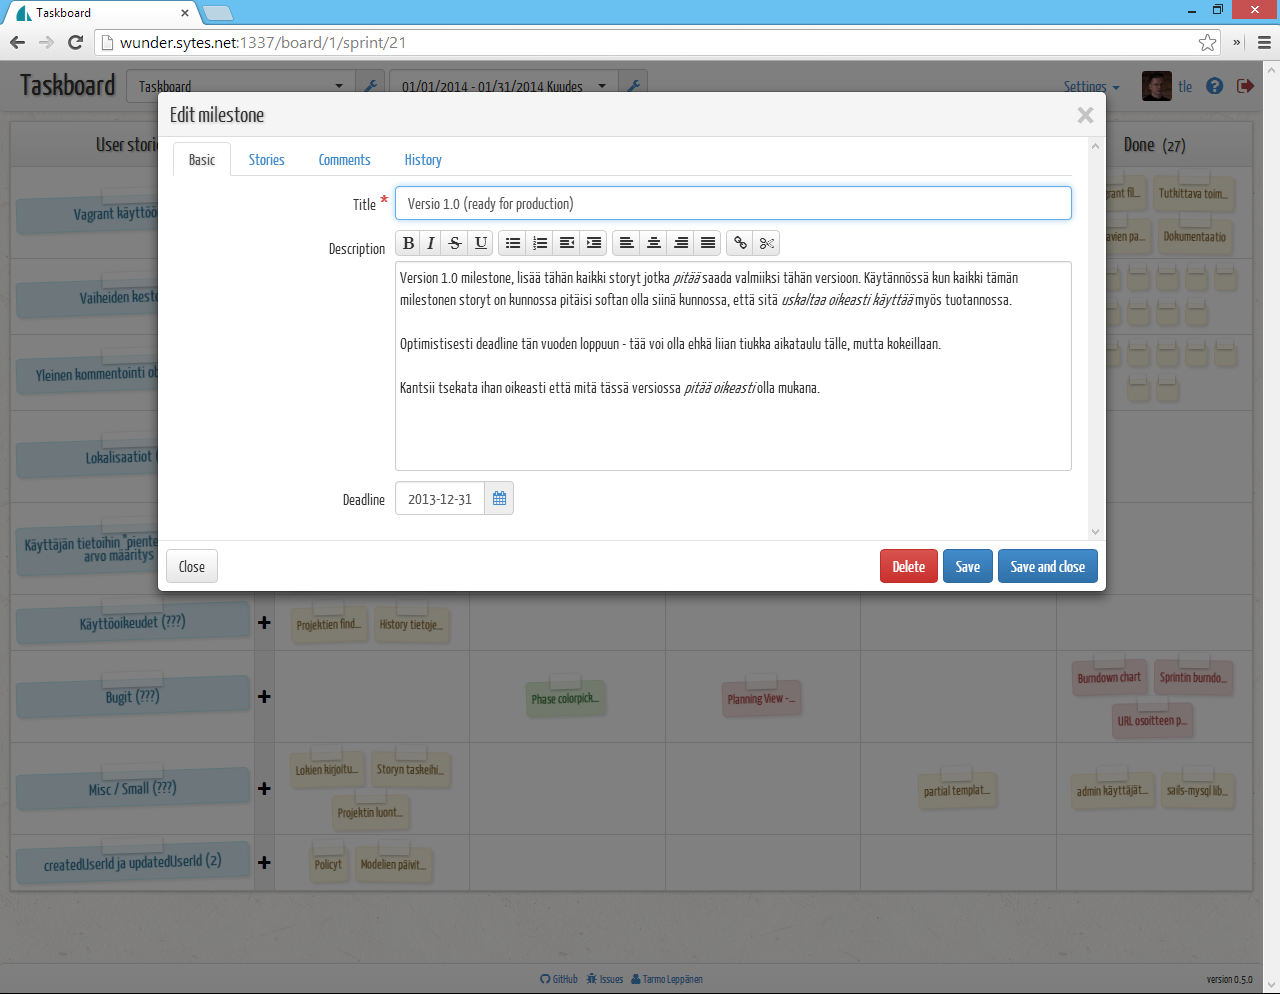 Taskboard
wunder.sytes.net:1337/board/1/sprint/21
Taskboard
Taskboard
01/01/2014 - 01/31/2014 Kuudes
Settings
tle
Edit milestone
Basic
Stories
Comments
History
Title *
Versio 1.0 (ready for production)
Description
B I S U
Version 1.0 milestone, lisää tähän kaikki storyt jotka pitää saada valmiiksi tähän versioon. Käytännössä kun kaikki tämän
milestonen storyt on kunnossa pitäisi softan olla siinä kunnossa, että sitä uskaltaa oikeasti käyttää myös tuotannossa.
Optimistisesti deadline tän vuoden loppuun - tää voi olla ehkä liian tiukka aikataulu tälle, mutta kokeillaan.
Kantsii tsekata ihan oikeasti että mitä tässä versiossa pitää oikeasti olla mukana.
Deadline
2013-12-31
Close
Delete
Save
Save and close
User stori
Done (27)
Vagrant käyttöö
rant fil...
Tutkittava toim...
avien pa...
Dokumentaatio
Vaiheiden kest
Yleinen kommentointi ob
Lokalisaatiot (
Käyttäjän tietoihin "piente
arvo määritys
Käyttöoikeudet (???)
Projektien find...
History tietoje...
Bugit (???)
Phase colorpick...
Planning View -...
Burndown chart
Sprintin burndo...
URL osoitteen p...
Misc / Small (???)
Lokien kirjoitu...
Storyn taskeihi...
Projektin luont...
partial templat...
admin käyttäjät...
sails-mysql lib...
createdUserId ja updatedUserId (2)
Policyt
Modelien päivit...
GitHub
Issues
Tarmo Leppänen
version 0.5.0